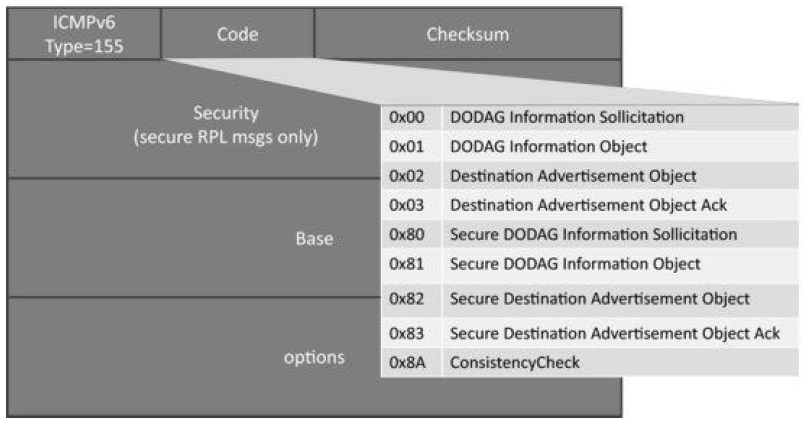 ICMPv6
Type=155
Code
Checksum
Security
(secure RPL msgs only)
Base
options
0x00 DODAG Information Sollicitation
0x01 DODAG Information Object
0x02 Destination Advertisement Object
0x03 Destination Advertisement Object Ack
0x80 Secure DODAG Information Sollicitation
0x81 Secure DODAG Information Object
0x82 Secure Destination Advertisement Object
0x83 Secure Destination Advertisement Object Ack
0x8A ConsistencyCheck